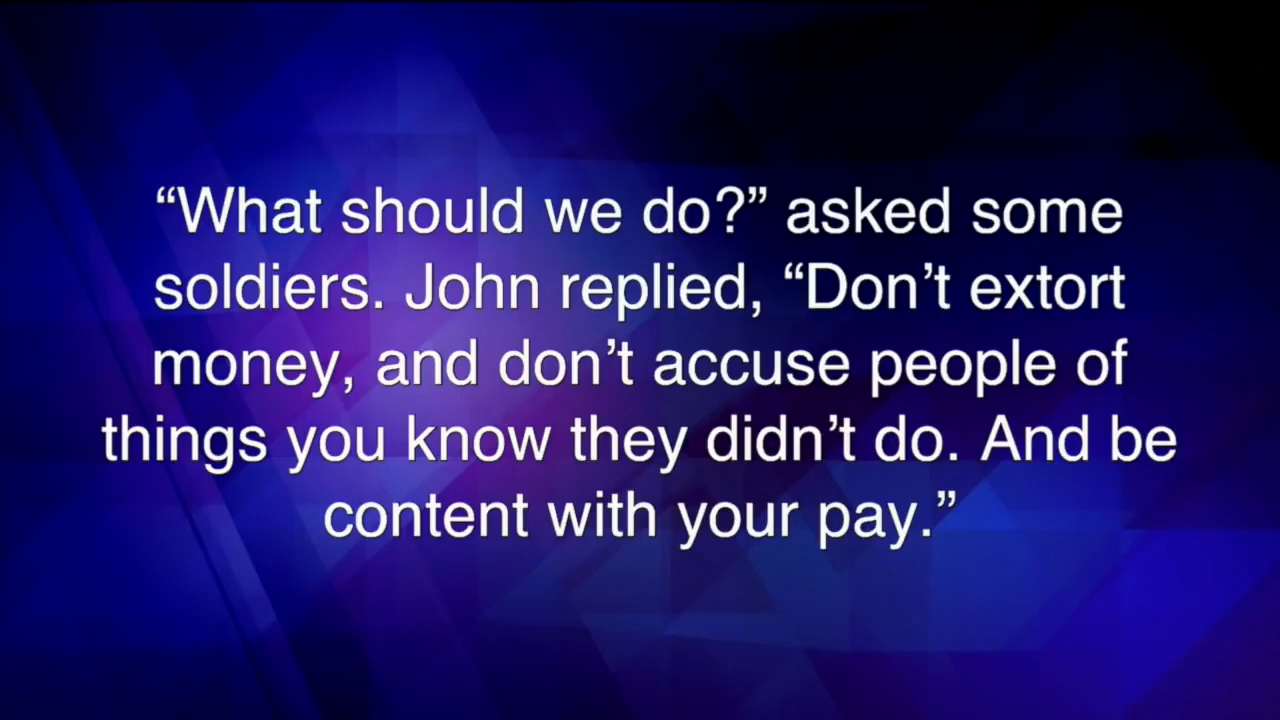 “What should we do?” asked some
soldiers. John replied, “Don’t extort
money, and don’t accuse people of
things you know they didn’t do. And be
content with your pay.”